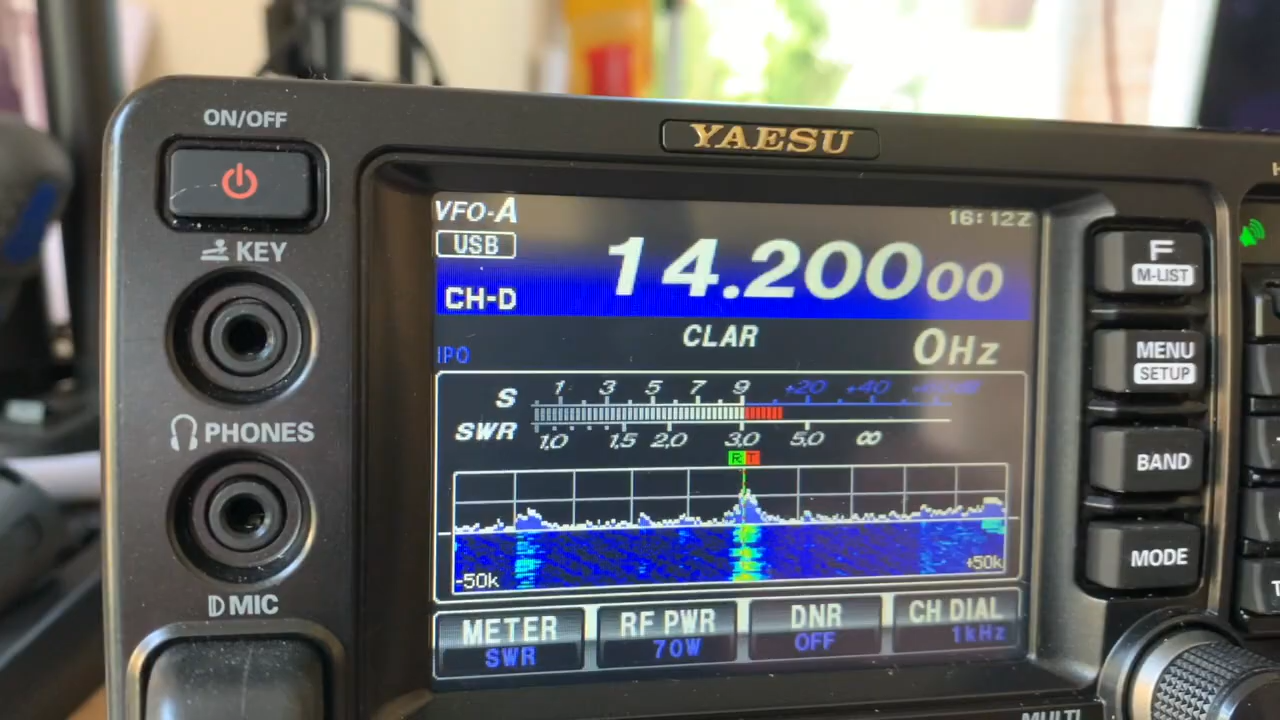 ON/OFF
YAESU
KEY
PHONES
MIC
VFO-A
16:12Z
USB
14.20000
CH-D
CLAR
IPO
0Hz
S 1 3 5 7 9 +20 +40
SWR 1.0 1.5 2.0 3.0 5.0 ∞
R T
-50k
+50k
METER RF PWR DNR CH DIAL
SWR 70W OFF 1kHz
F
M-LIST
MENU
SETUP
BAND
MODE
MULTI